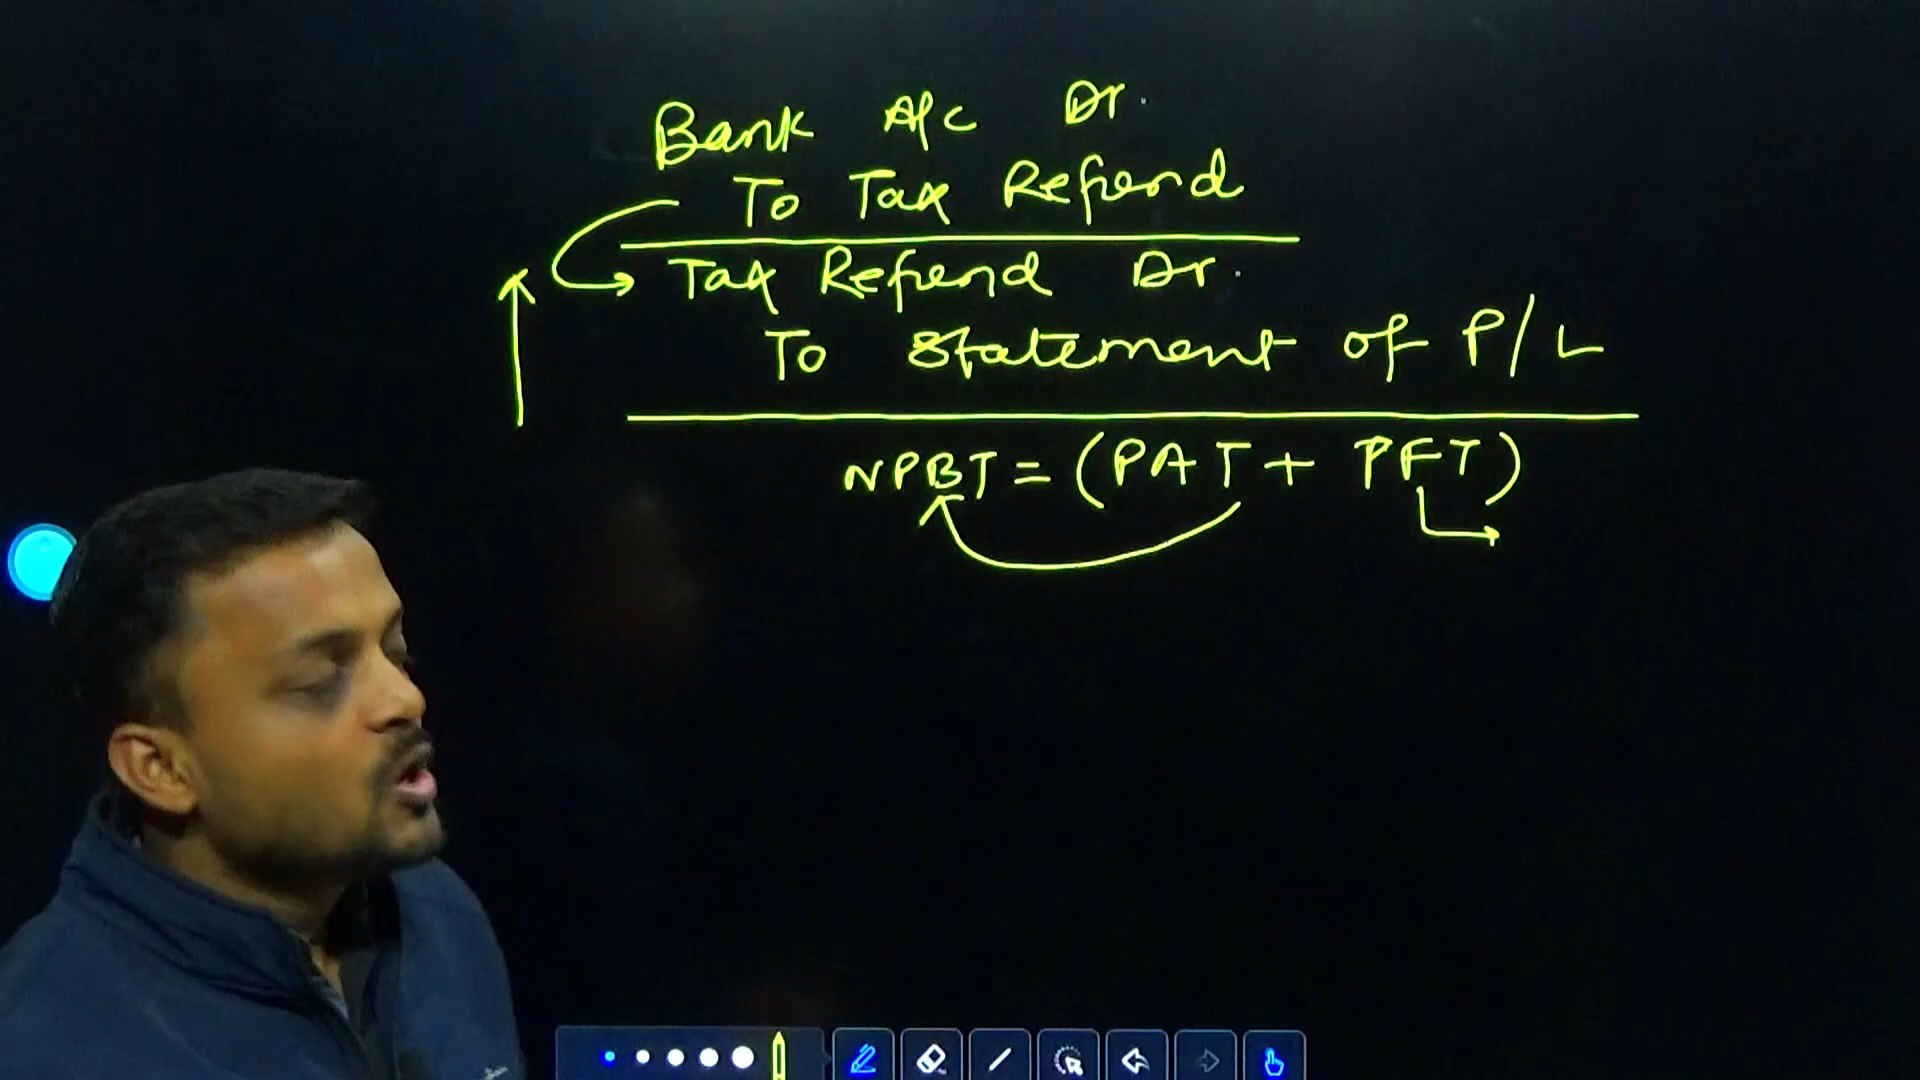 Bank A/c Dr.
To Tax Refund
Tax Refund Dr.
To Statement of P/L
NPBT = (PAT + PFT)